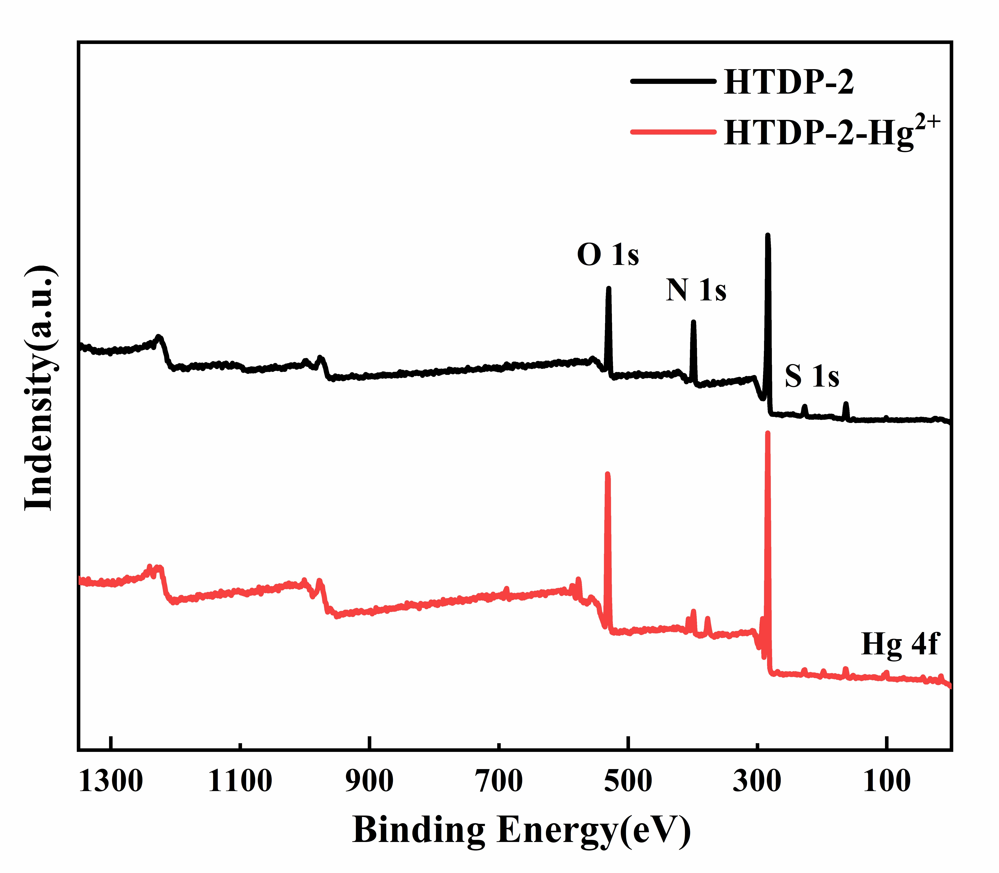 HTDP-2
HTDP-2-Hg²⁺
O 1s
N 1s
S 1s
Hg 4f
Indensity(a.u.)
1300 1100 900 700 500 300 100
Binding Energy(eV)